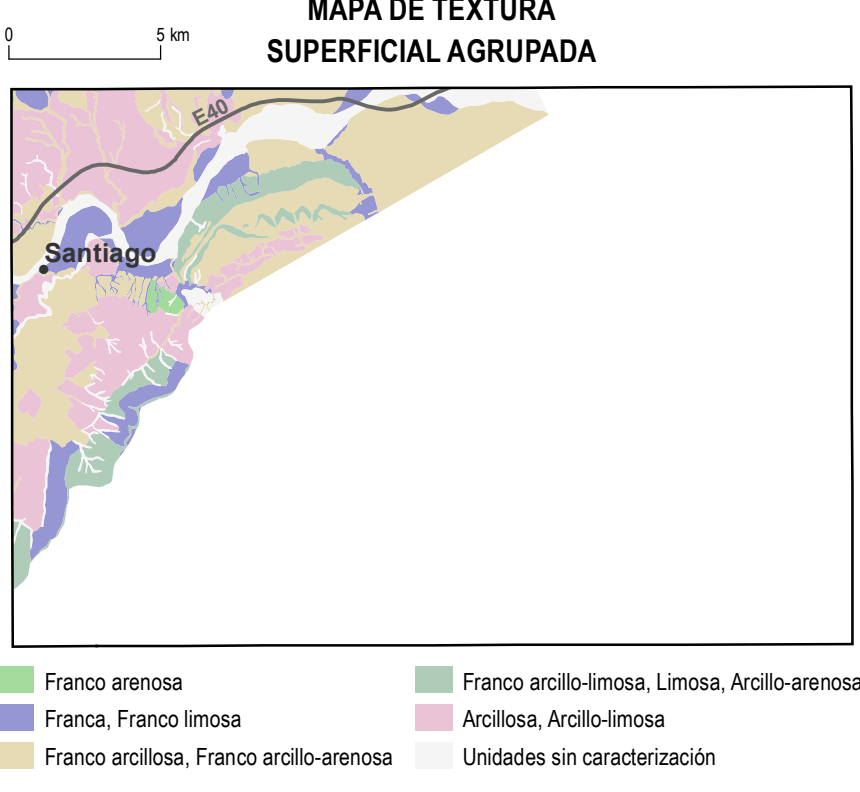 MAPA DE TEXTURA
SUPERFICIAL AGRUPADA
0 5 km
E40
Santiago
Franco arenosa
Franca, Franco limosa
Franco arcillosa, Franco arcillo-arenosa
Franco arcillo-limosa, Limosa, Arcillo-arenosa
Arcillosa, Arcillo-limosa
Unidades sin caracterización